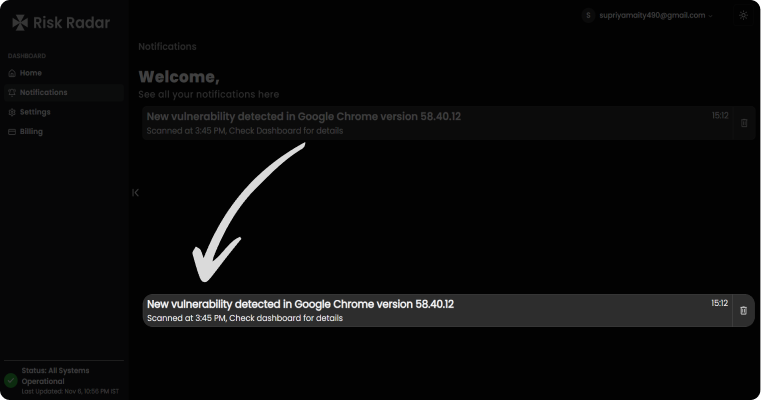 Risk Radar
S supriyamaity490@gmail.com
DASHBOARD
Home
Notifications
Settings
Billing
Notifications
Welcome,
See all your notifications here
New vulnerability detected in Google Chrome version 58.40.12
15:12
Scanned at 3:45 PM, Check Dashboard for details
New vulnerability detected in Google Chrome version 58.40.12
15:12
Scanned at 3:45 PM, Check dashboard for details
Status: All Systems
Operational
Last Updated: Nov 6, 10:56 PM IST